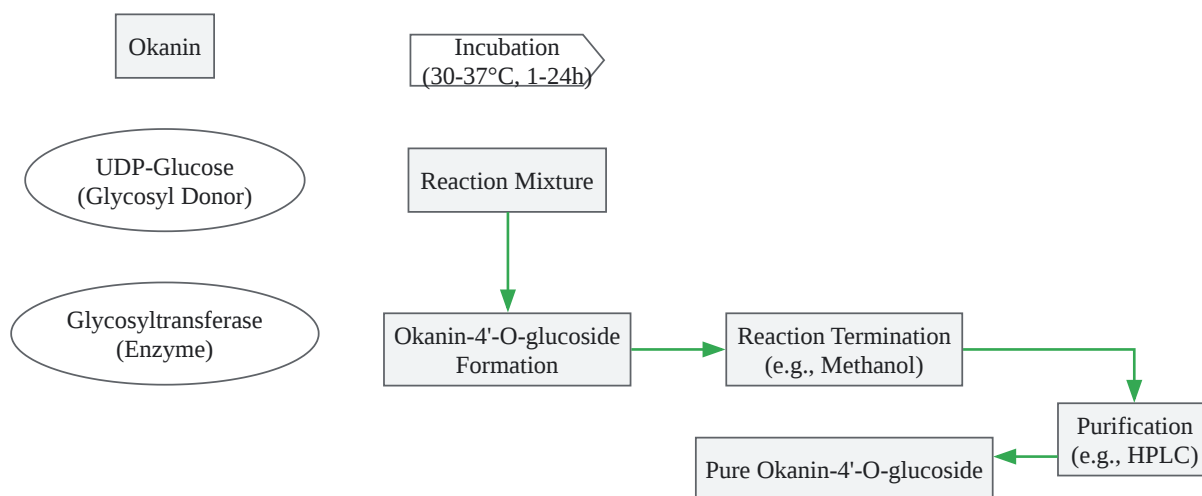 Okanin
Incubation
(30-37°C, 1-24h)
UDP-Glucose
(Glycosyl Donor)
Reaction Mixture
Glycosyltransferase
(Enzyme)
Okanin-4'-O-glucoside
Formation
Reaction Termination
(e.g., Methanol)
Purification
(e.g., HPLC)
Pure Okanin-4'-O-glucoside